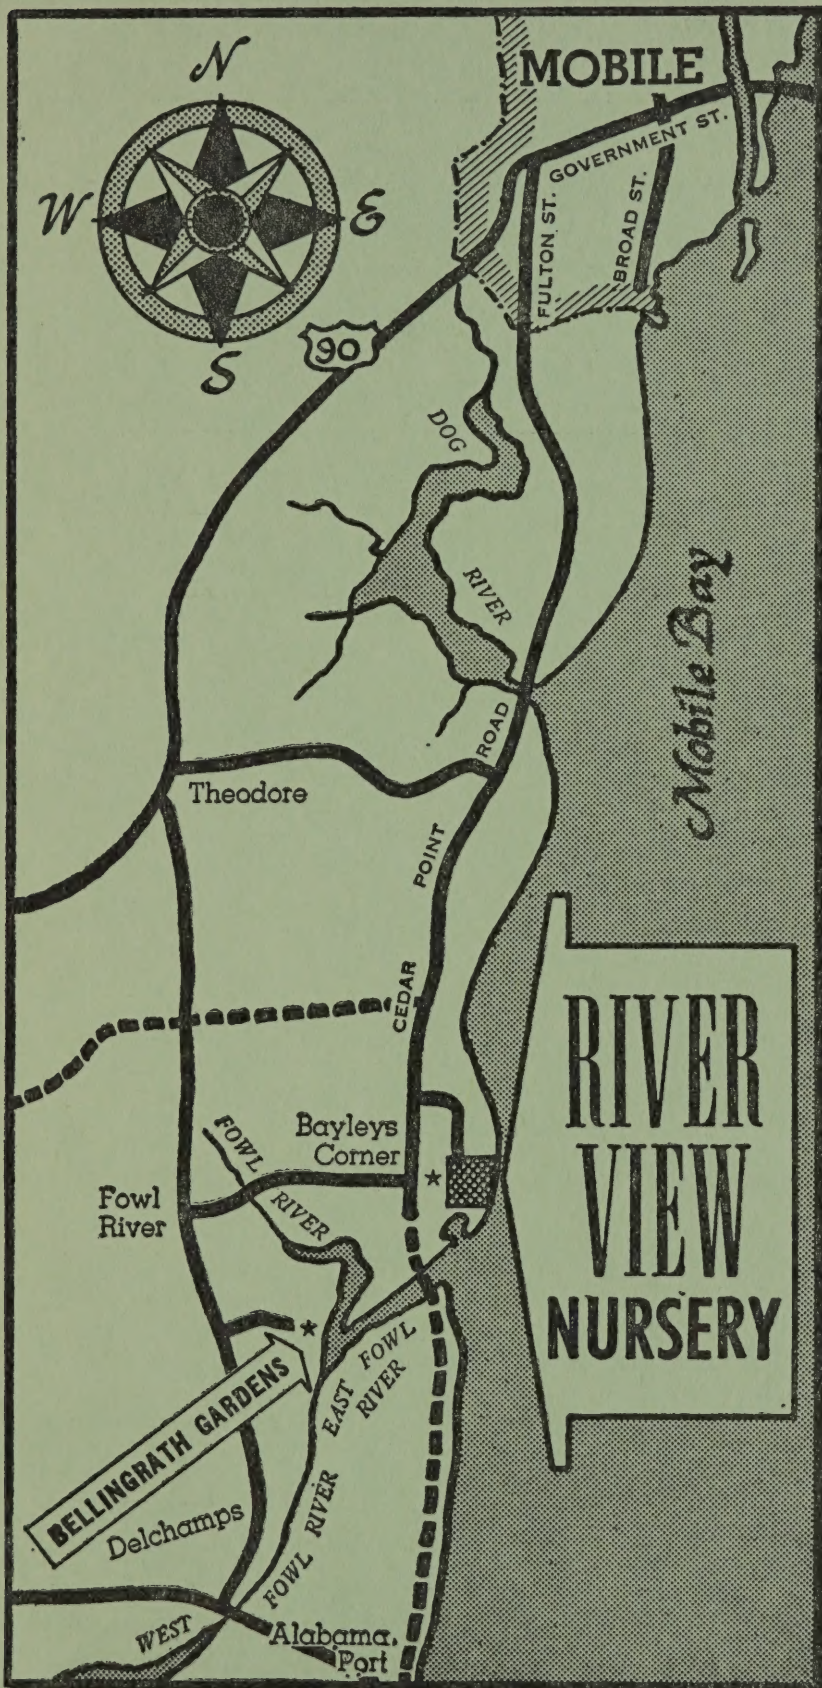 N
W
E
S
MOBILE
GOVERNMENT ST.
FULTON ST.
BROAD ST.
90
DOG
RIVER
Mobile Bay
ROAD
Theodore
POINT
CEDAR
RIVER
VIEW
NURSERY
Bayleys
Corner
FOWL
RIVER
Fowl
River
EAST FOWL
RIVER
BELLINGRATH GARDENS
Delchamps
WEST
FOWL RIVER
Alabama
Port